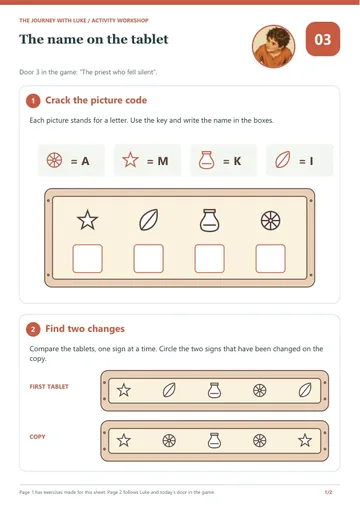 THE JOURNEY WITH LUKE / ACTIVITY WORKSHOP
The name on the tablet
03
Door 3 in the game: "The priest who fell silent".
1 Crack the picture code
Each picture stands for a letter. Use the key and write the name in the boxes.
= A = M = K = I
2 Find two changes
Compare the tablets, one sign at a time. Circle the two signs that have been changed on the
copy.
FIRST TABLET
COPY
Page 1 has exercises made for this sheet. Page 2 follows Luke and today's door in the game.
1/2